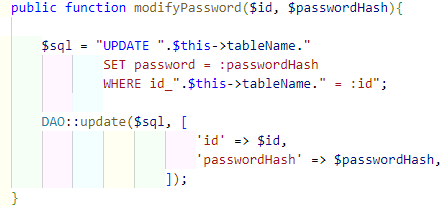 public function modifyPassword($id, $passwordHash){
$sql = "UPDATE ".$this->tableName."
SET password = :passwordHash
WHERE id_".$this->tableName." = :id";
DAO::update($sql, [
'id' => $id,
'passwordHash' => $passwordHash,
]);
}